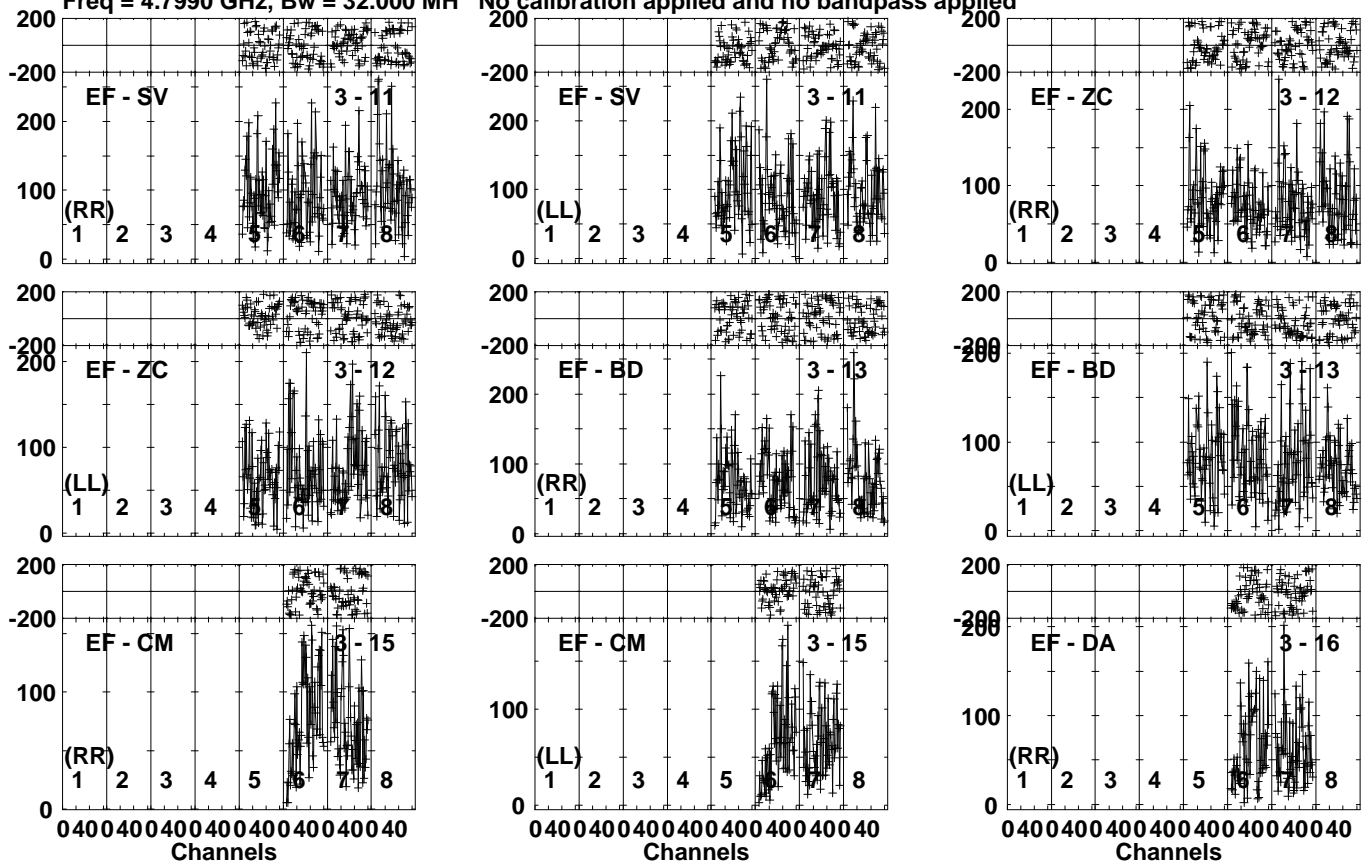 Freq = 4.7990 GHz, Bw = 32.000 MH No calibration applied and no bandpass applied
200 200 200
-200 -200 -200
EF - SV 3 - 11 EF - SV 3 - 11 EF - ZC 3 - 12
200 200 200
100 100 100
(RR) (LL) (RR)
1 2 3 4 5 6 7 8 1 2 3 4 5 6 7 8 1 2 3 4 5 6 7 8
0 0 0
200 200 200
-200 -200 -200
200 200
EF - ZC 3 - 12 EF - BD 3 - 13 EF - BD 3 - 13
200
100 100 100
(LL) (RR) (LL)
1 2 3 4 5 6 7 8 1 2 3 4 5 6 7 8 1 2 3 4 5 6 7 8
0 0 0
200 200 200
-200 -200 -200
200
EF - CM 3 - 15 EF - CM 3 - 15 EF - DA 3 - 16
100 100 100
(RR) (LL) (RR)
1 2 3 4 5 6 7 8 1 2 3 4 5 6 7 8 1 2 3 4 5 6 7 8
0 0 0
0 40 0 40 0 40 0 40 0 40 0 40 0 40 0 40 0 40 0 40 0 40 0 40 0 40 0 40 0 40 0 40 0 40 0 40 0 40 0 40 0 40 0 40 0 40 0 40
Channels Channels Channels